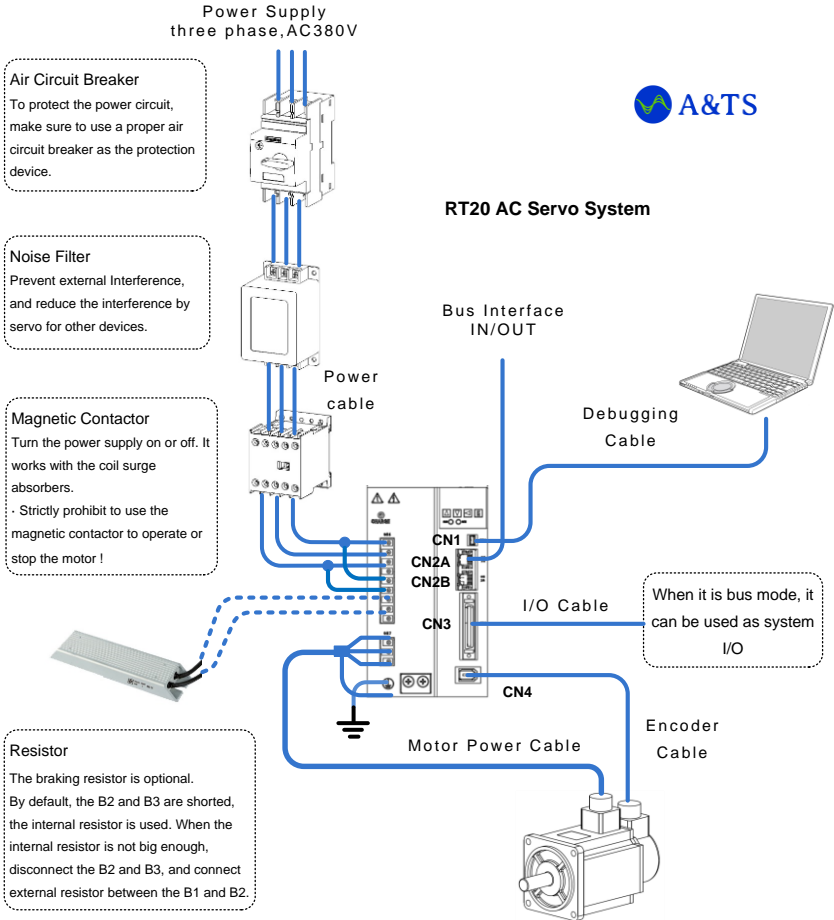 Power Supply
three phase,AC380V
Air Circuit Breaker
To protect the power circuit,
make sure to use a proper air
circuit breaker as the protection
device.
A&TS
RT20 AC Servo System
Noise Filter
Prevent external Interference,
and reduce the interference by
servo for other devices.
Bus Interface
IN/OUT
Power
cable
Debugging
Cable
Magnetic Contactor
Turn the power supply on or off. It
works with the coil surge
absorbers.
· Strictly prohibit to use the
magnetic contactor to operate or
stop the motor !
CN1
CN2A
CN2B
CN3
CN4
I/O Cable
When it is bus mode, it
can be used as system
I/O
Motor Power Cable
Encoder
Cable
Resistor
The braking resistor is optional.
By default, the B2 and B3 are shorted,
the internal resistor is used. When the
internal resistor is not big enough,
disconnect the B2 and B3, and connect
external resistor between the B1 and B2.